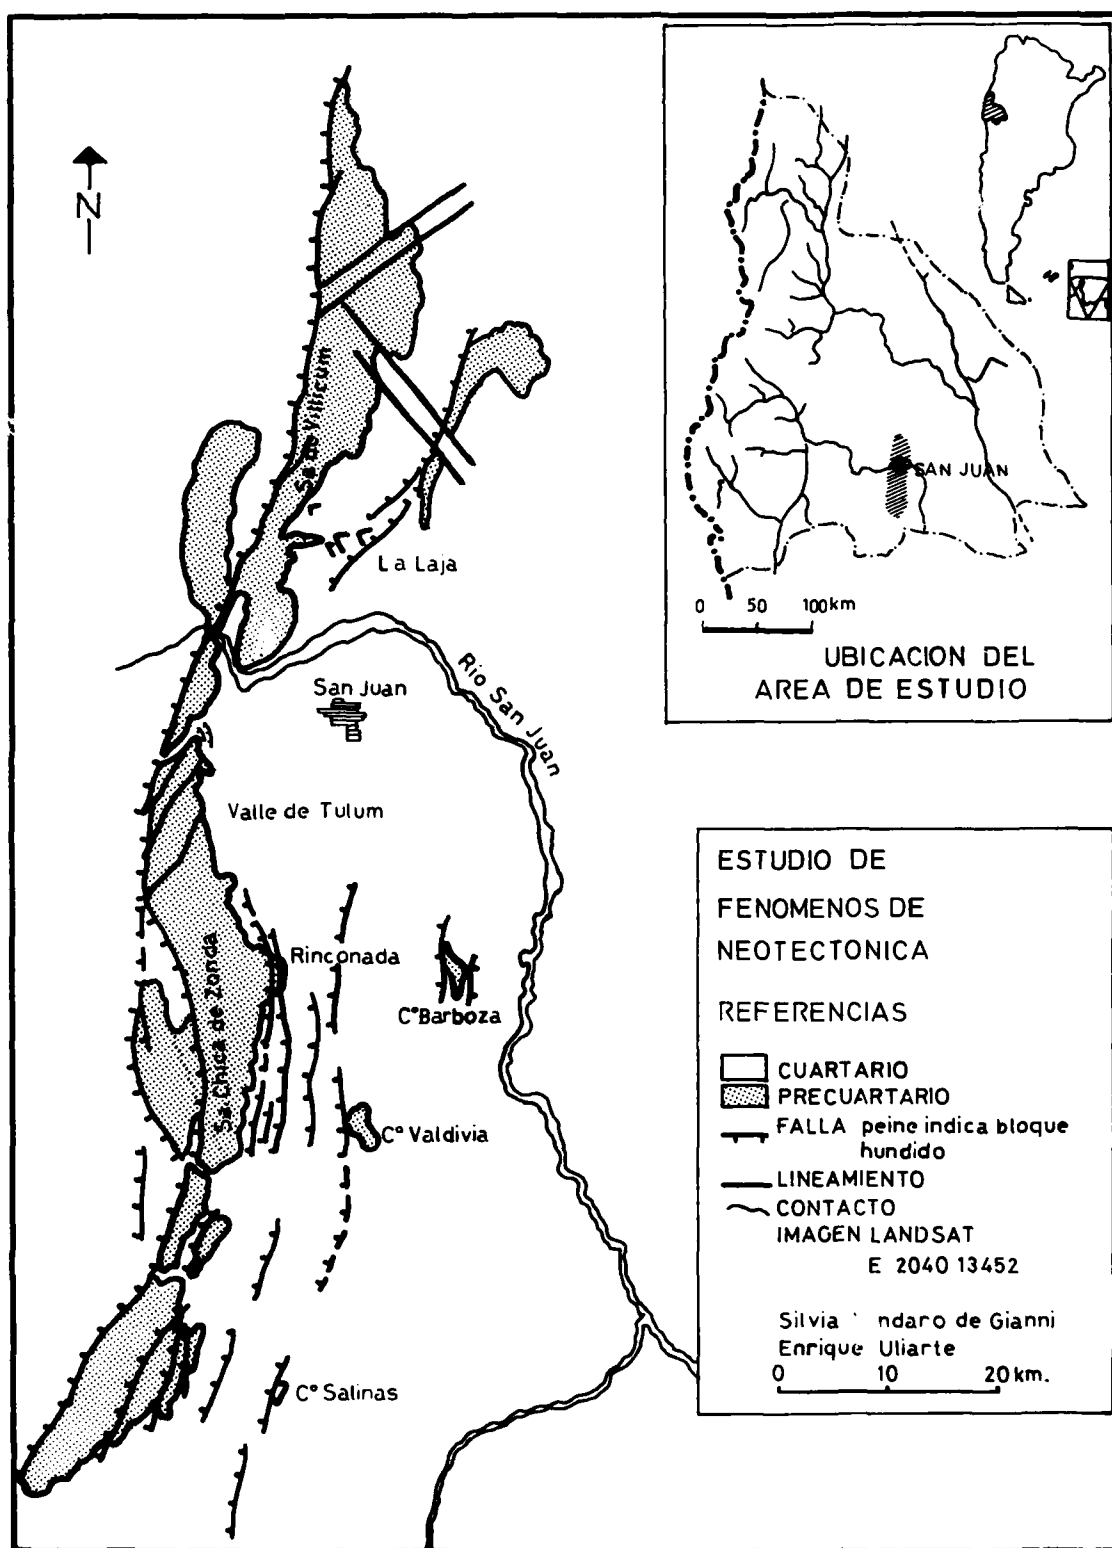 N
Sa de Villicum
La Laja
San Juan
Rio San Juan
Valle de Tulum
Rinconada
Sa. Chica de Zonda
C° Barboza
C° Valdivia
C° Salinas
SAN JUAN
0 50 100km
UBICACION DEL
AREA DE ESTUDIO
ESTUDIO DE
FENOMENOS DE
NEOTECTONICA
REFERENCIAS
CUARTARIO
PRECUARTARIO
FALLA peine indica bloque
hundido
LINEAMIENTO
CONTACTO
IMAGEN LANDSAT
E 2040 13452
Silvia de Gianni
Enrique Uliarte
0 10 20 km.